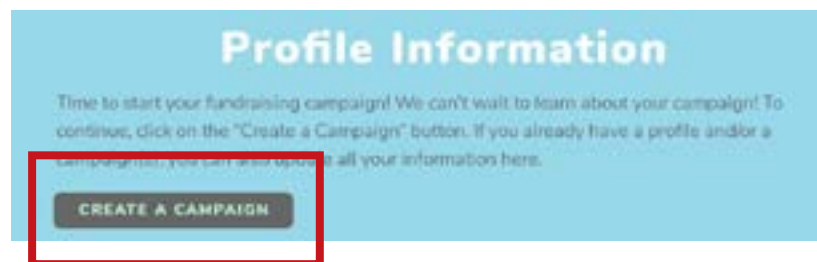 Profile Information
Time to start your fundraising campaign! We can't wait to learn about your campaign! To
continue, click on the "Create a Campaign" button. If you already have a profile and/or a
campaign(s), you can also update all your information here.
CREATE A CAMPAIGN